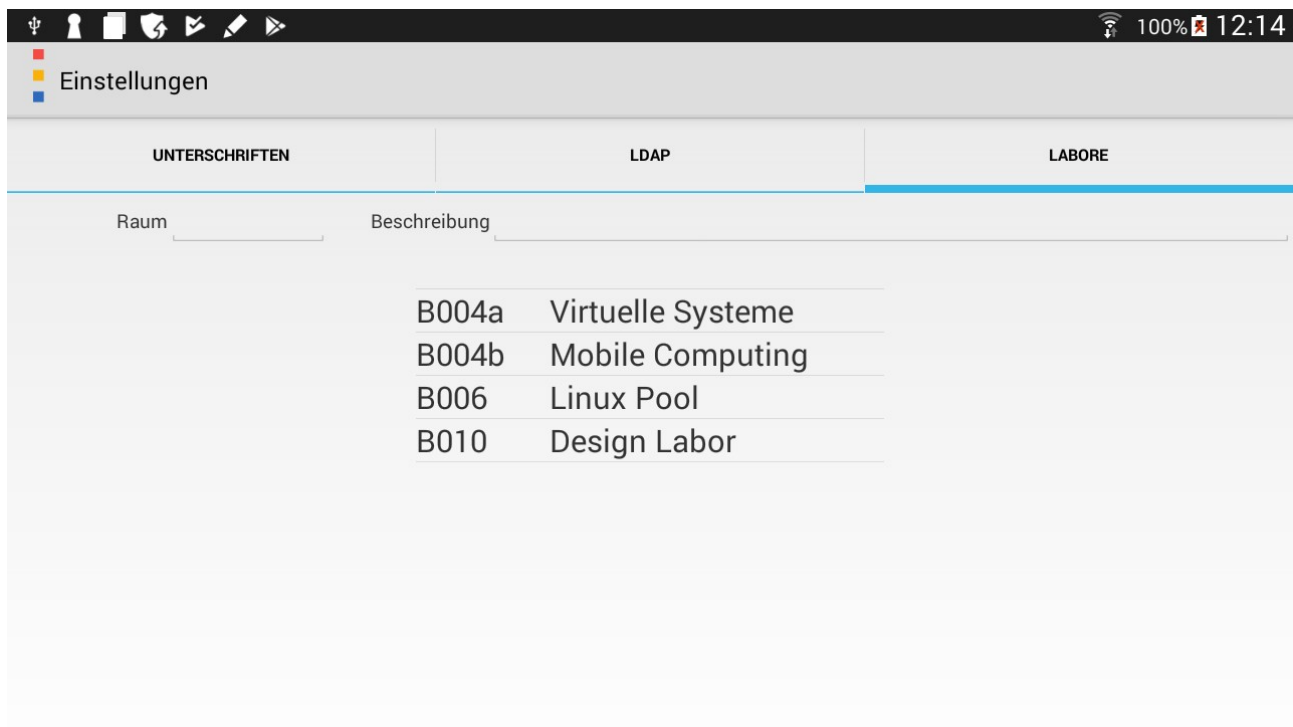 100% 12:14
Einstellungen
UNTERSCHRIFTEN LDAP LABORE
Raum Beschreibung
B004a Virtuelle Systeme
B004b Mobile Computing
B006 Linux Pool
B010 Design Labor